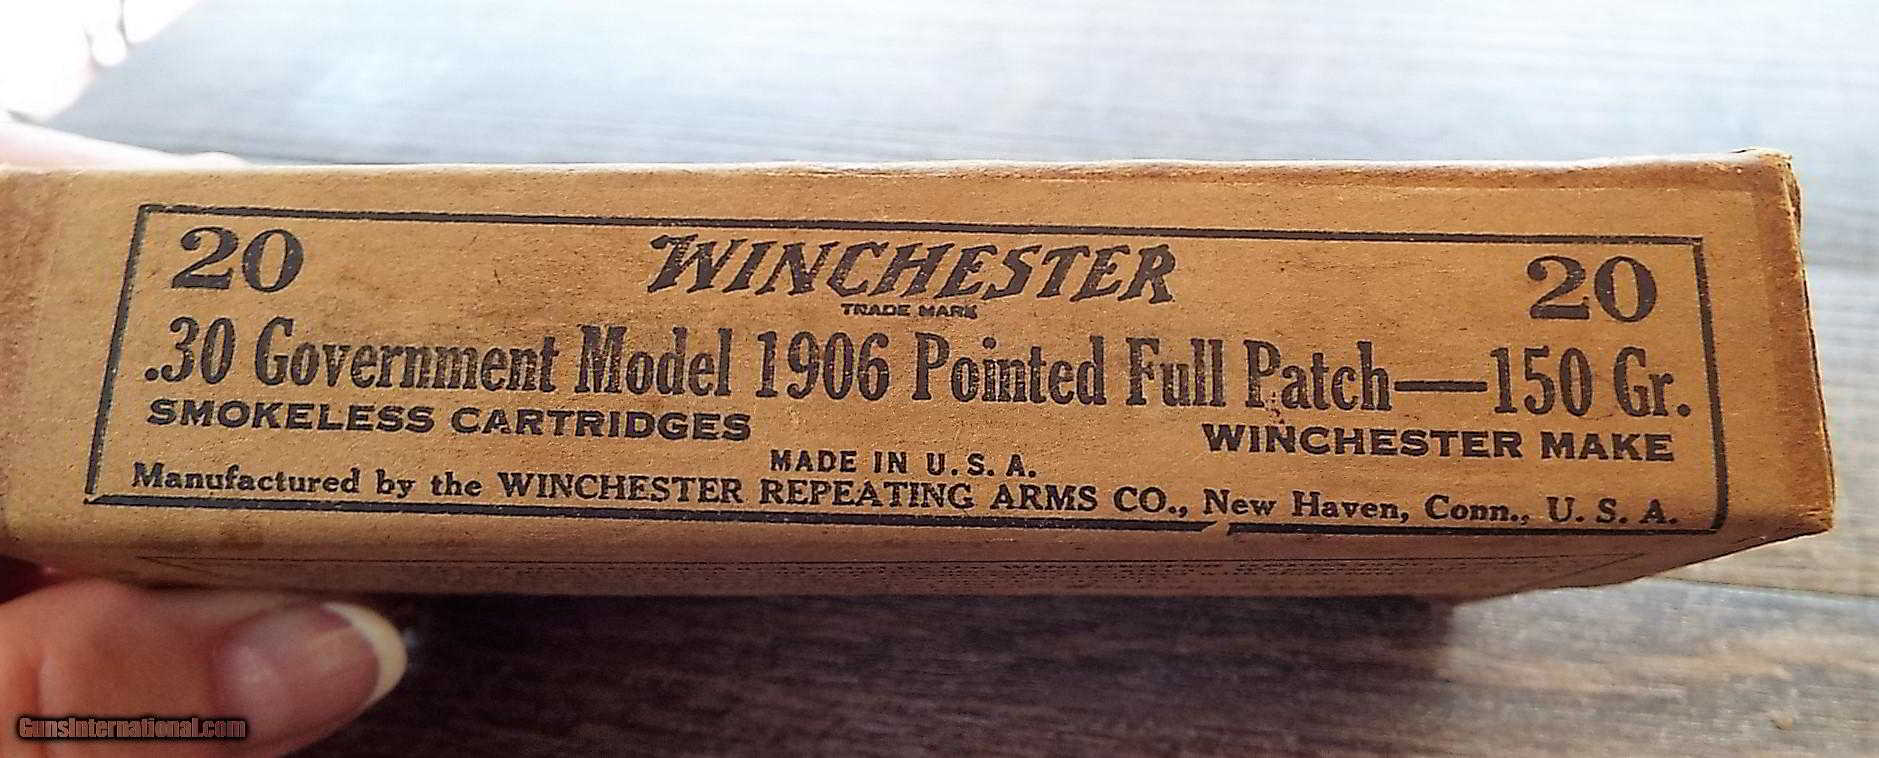 20 WINCHESTER 20
TRADE MARK
.30 Government Model 1906 Pointed Full Patch—150 Gr.
SMOKELESS CARTRIDGES WINCHESTER MAKE
MADE IN U.S.A.
Manufactured by the WINCHESTER REPEATING ARMS CO., New Haven, Conn., U. S. A.
GunsInternational.com